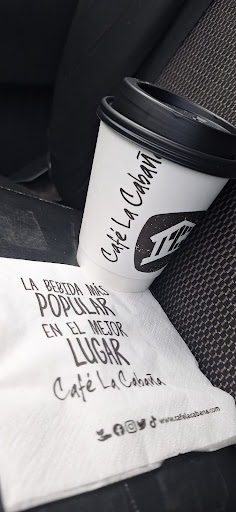 Café La Cabaña
LA BEBIDA MÁS
POPULAR
EN EL MEJOR
LUGAR
Café La Cabaña
www.cafelacabana.com